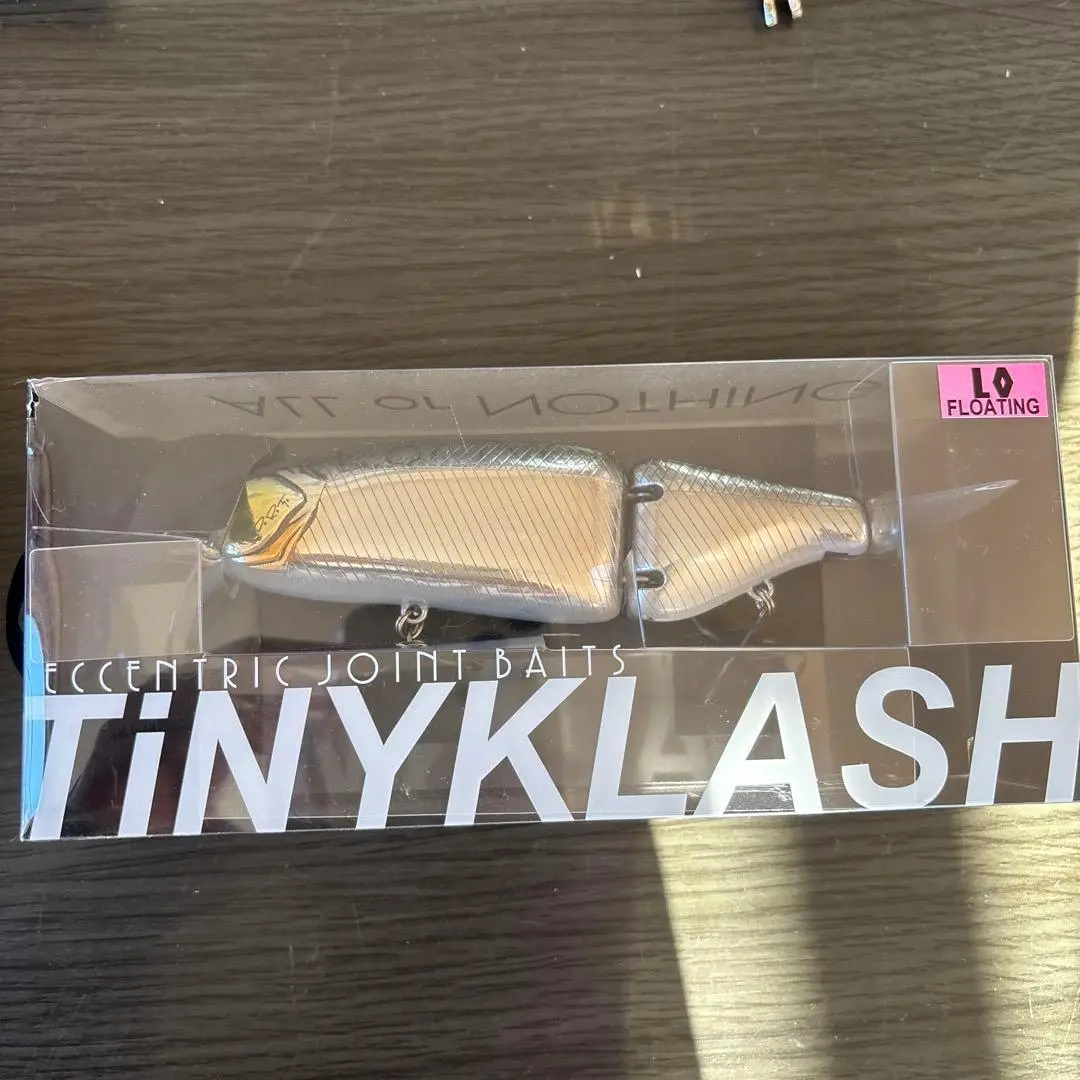 LO
FLOATING
ALL or NOTHING
ECCENTRIC JOINT BAITS
TiNYKLASH